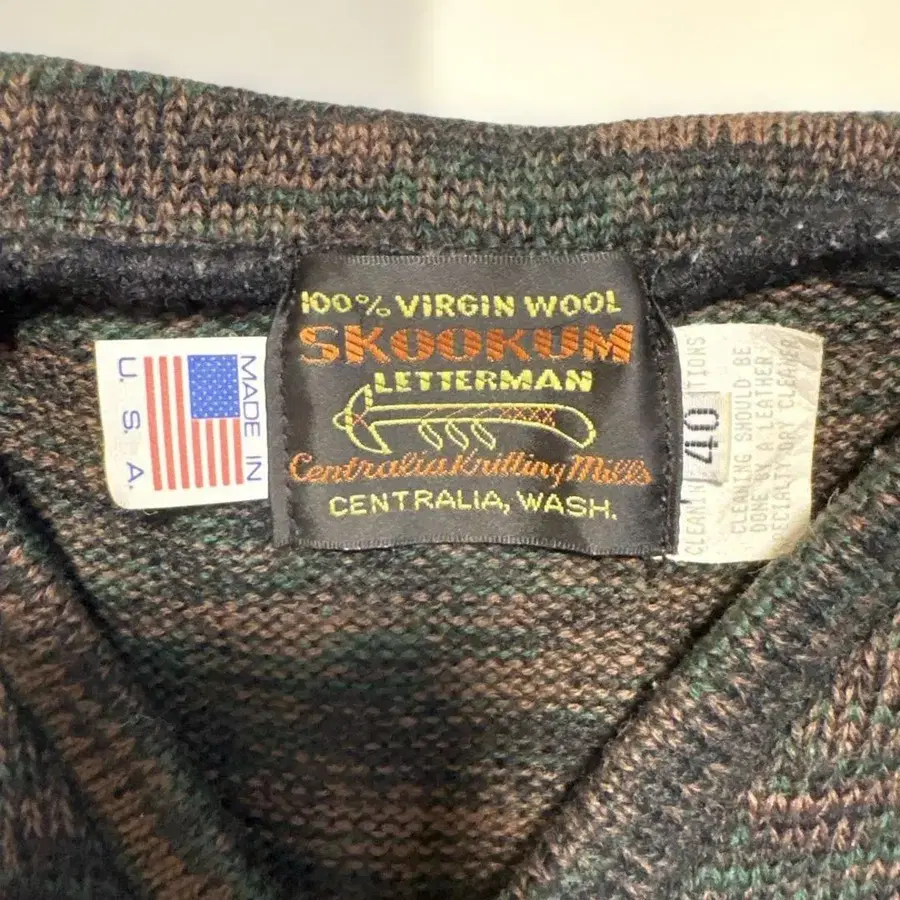 MADE IN
U. S. A.
100% VIRGIN WOOL
SKOOKUM
LETTERMAN
Centralia Knitting Mills
CENTRALIA, WASH.
40
CLEANING SHOULD BE
DONE BY A LEATHER
SPECIALTY DRY CLEANER